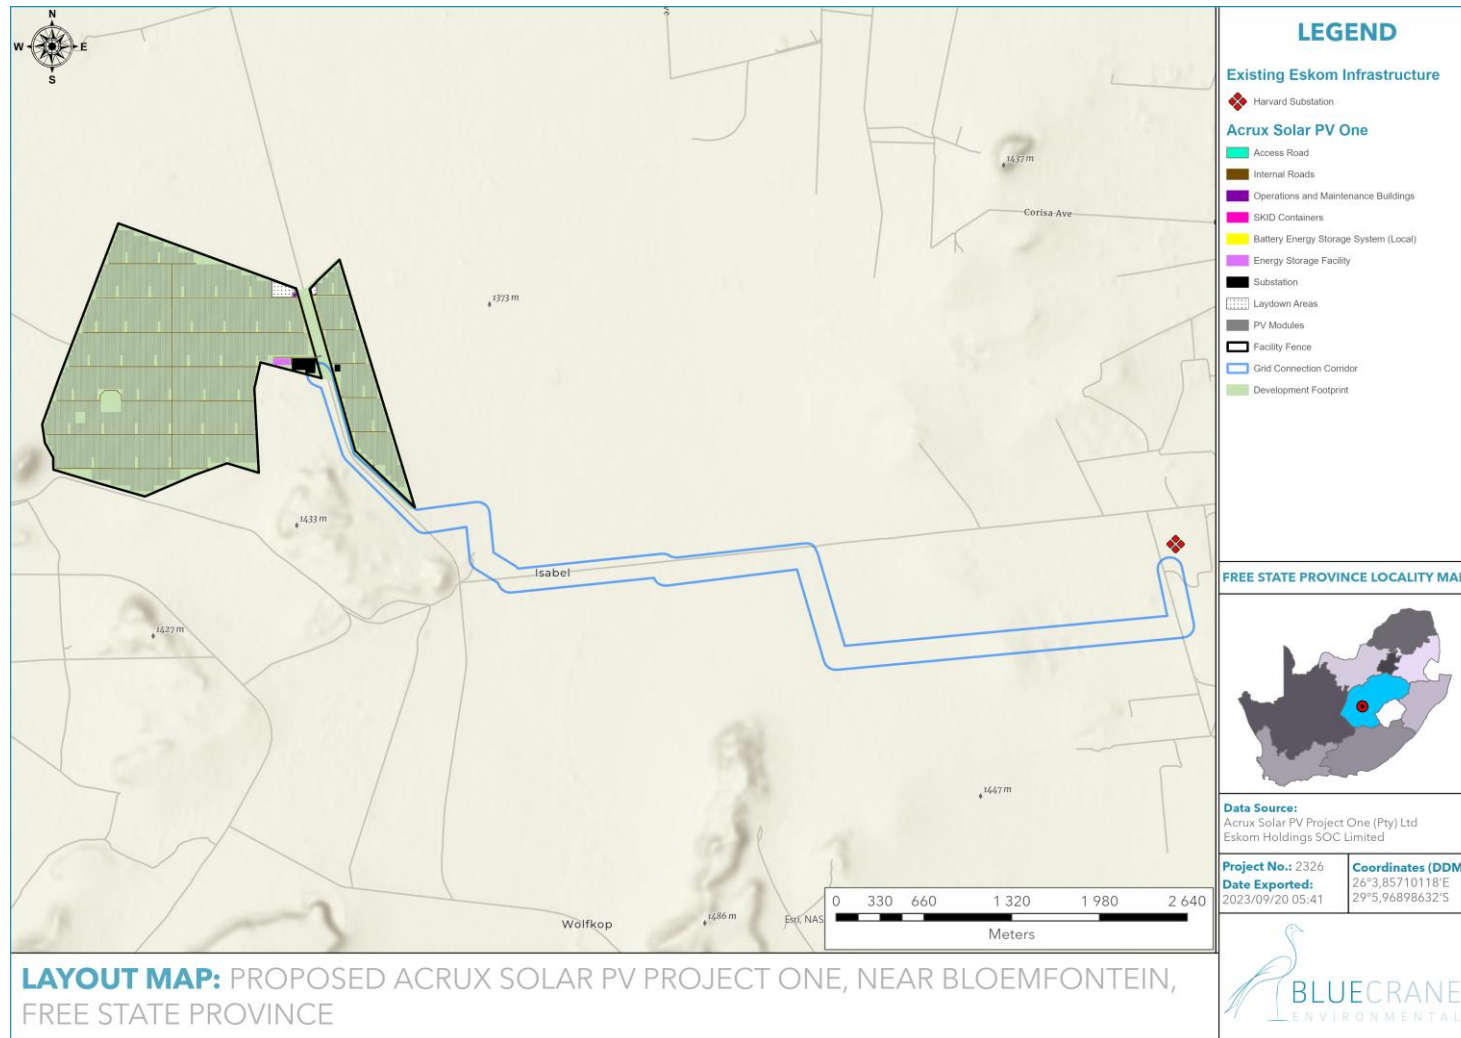 N
W
E
S
ve
1437 m
Corisa Ave
1373 m
1433 m
Isabel
1427 m
1447 m
1486 m
Wolfkop
Esri, NAS
0 330 660 1 320 1 980 2 640
Meters
LEGEND
Existing Eskom Infrastructure
Harvard Substation
Acrux Solar PV One
Access Road
Internal Roads
Operations and Maintenance Buildings
SKID Containers
Battery Energy Storage System (Local)
Energy Storage Facility
Substation
Laydown Areas
PV Modules
Facility Fence
Grid Connection Corridor
Development Footprint
FREE STATE PROVINCE LOCALITY MAP
Data Source:
Acrux Solar PV Project One (Pty) Ltd
Eskom Holdings SOC Limited
Project No.: 2326
Date Exported:
2023/09/20 05:41
Coordinates (DDM
26°3,85710118'E
29°5,96898632'S
LAYOUT MAP: PROPOSED ACRUX SOLAR PV PROJECT ONE, NEAR BLOEMFONTEIN,
FREE STATE PROVINCE
BLUECRANE
ENVIRONMENTAL